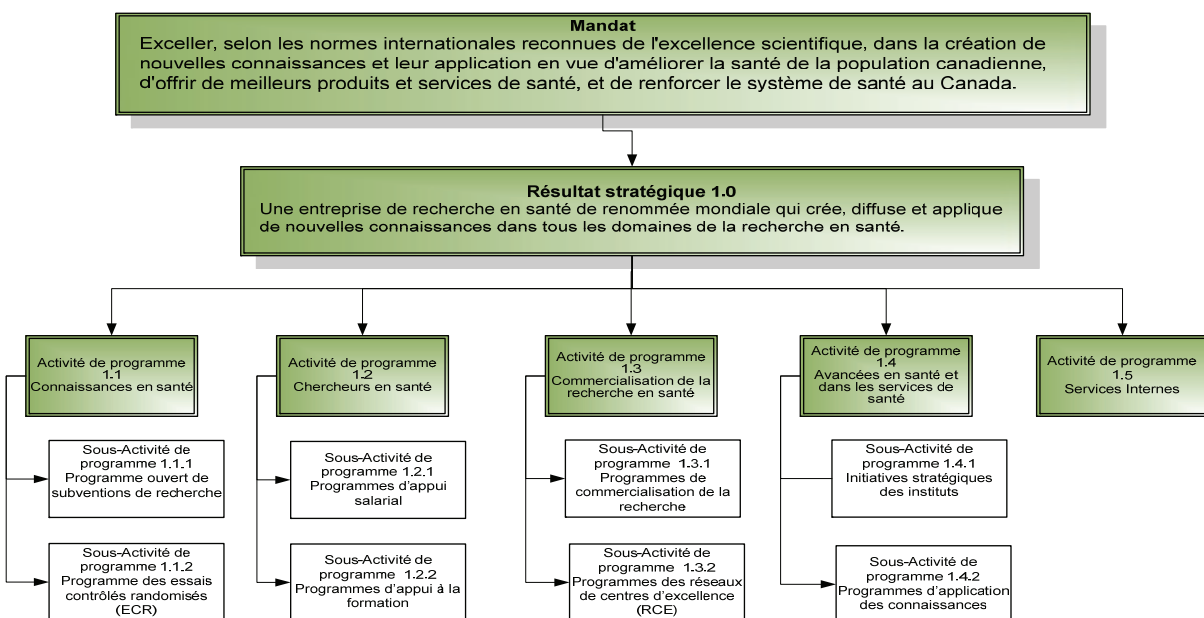 Mandat
Exceller, selon les normes internationales reconnues de l'excellence scientifique, dans la création de
nouvelles connaissances et leur application en vue d'améliorer la santé de la population canadienne,
d'offrir de meilleurs produits et services de santé, et de renforcer le système de santé au Canada.
Résultat stratégique 1.0
Une entreprise de recherche en santé de renommée mondiale qui crée, diffuse et applique
de nouvelles connaissances dans tous les domaines de la recherche en santé.
Activité de programme
1.1
Connaissances en santé
Activité de programme
1.2
Chercheurs en santé
Activité de programme
1.3
Commercialisation de la
recherche en santé
Activité de programme
1.4
Avancées en santé et
dans les services de
santé
Activité de programme
1.5
Services Internes
Sous-Activité de
programme 1.1.1
Programme ouvert de
subventions de recherche
Sous-Activité de
programme 1.2.1
Programmes d'appui
salarial
Sous-Activité de
programme 1.3.1
Programmes de
commercialisation de la
recherche
Sous-Activité de
programme 1.4.1
Initiatives stratégiques
des instituts
Sous-Activité de
programme 1.1.2
Programme des essais
contrôlés randomisés
(ECR)
Sous-Activité de
programme 1.2.2
Programmes d'appui à la
formation
Sous-Activité de
programme 1.3.2
Programmes des réseaux
de centres d'excellence
(RCE)
Sous-Activité de
programme 1.4.2
Programmes d'application
des connaissances